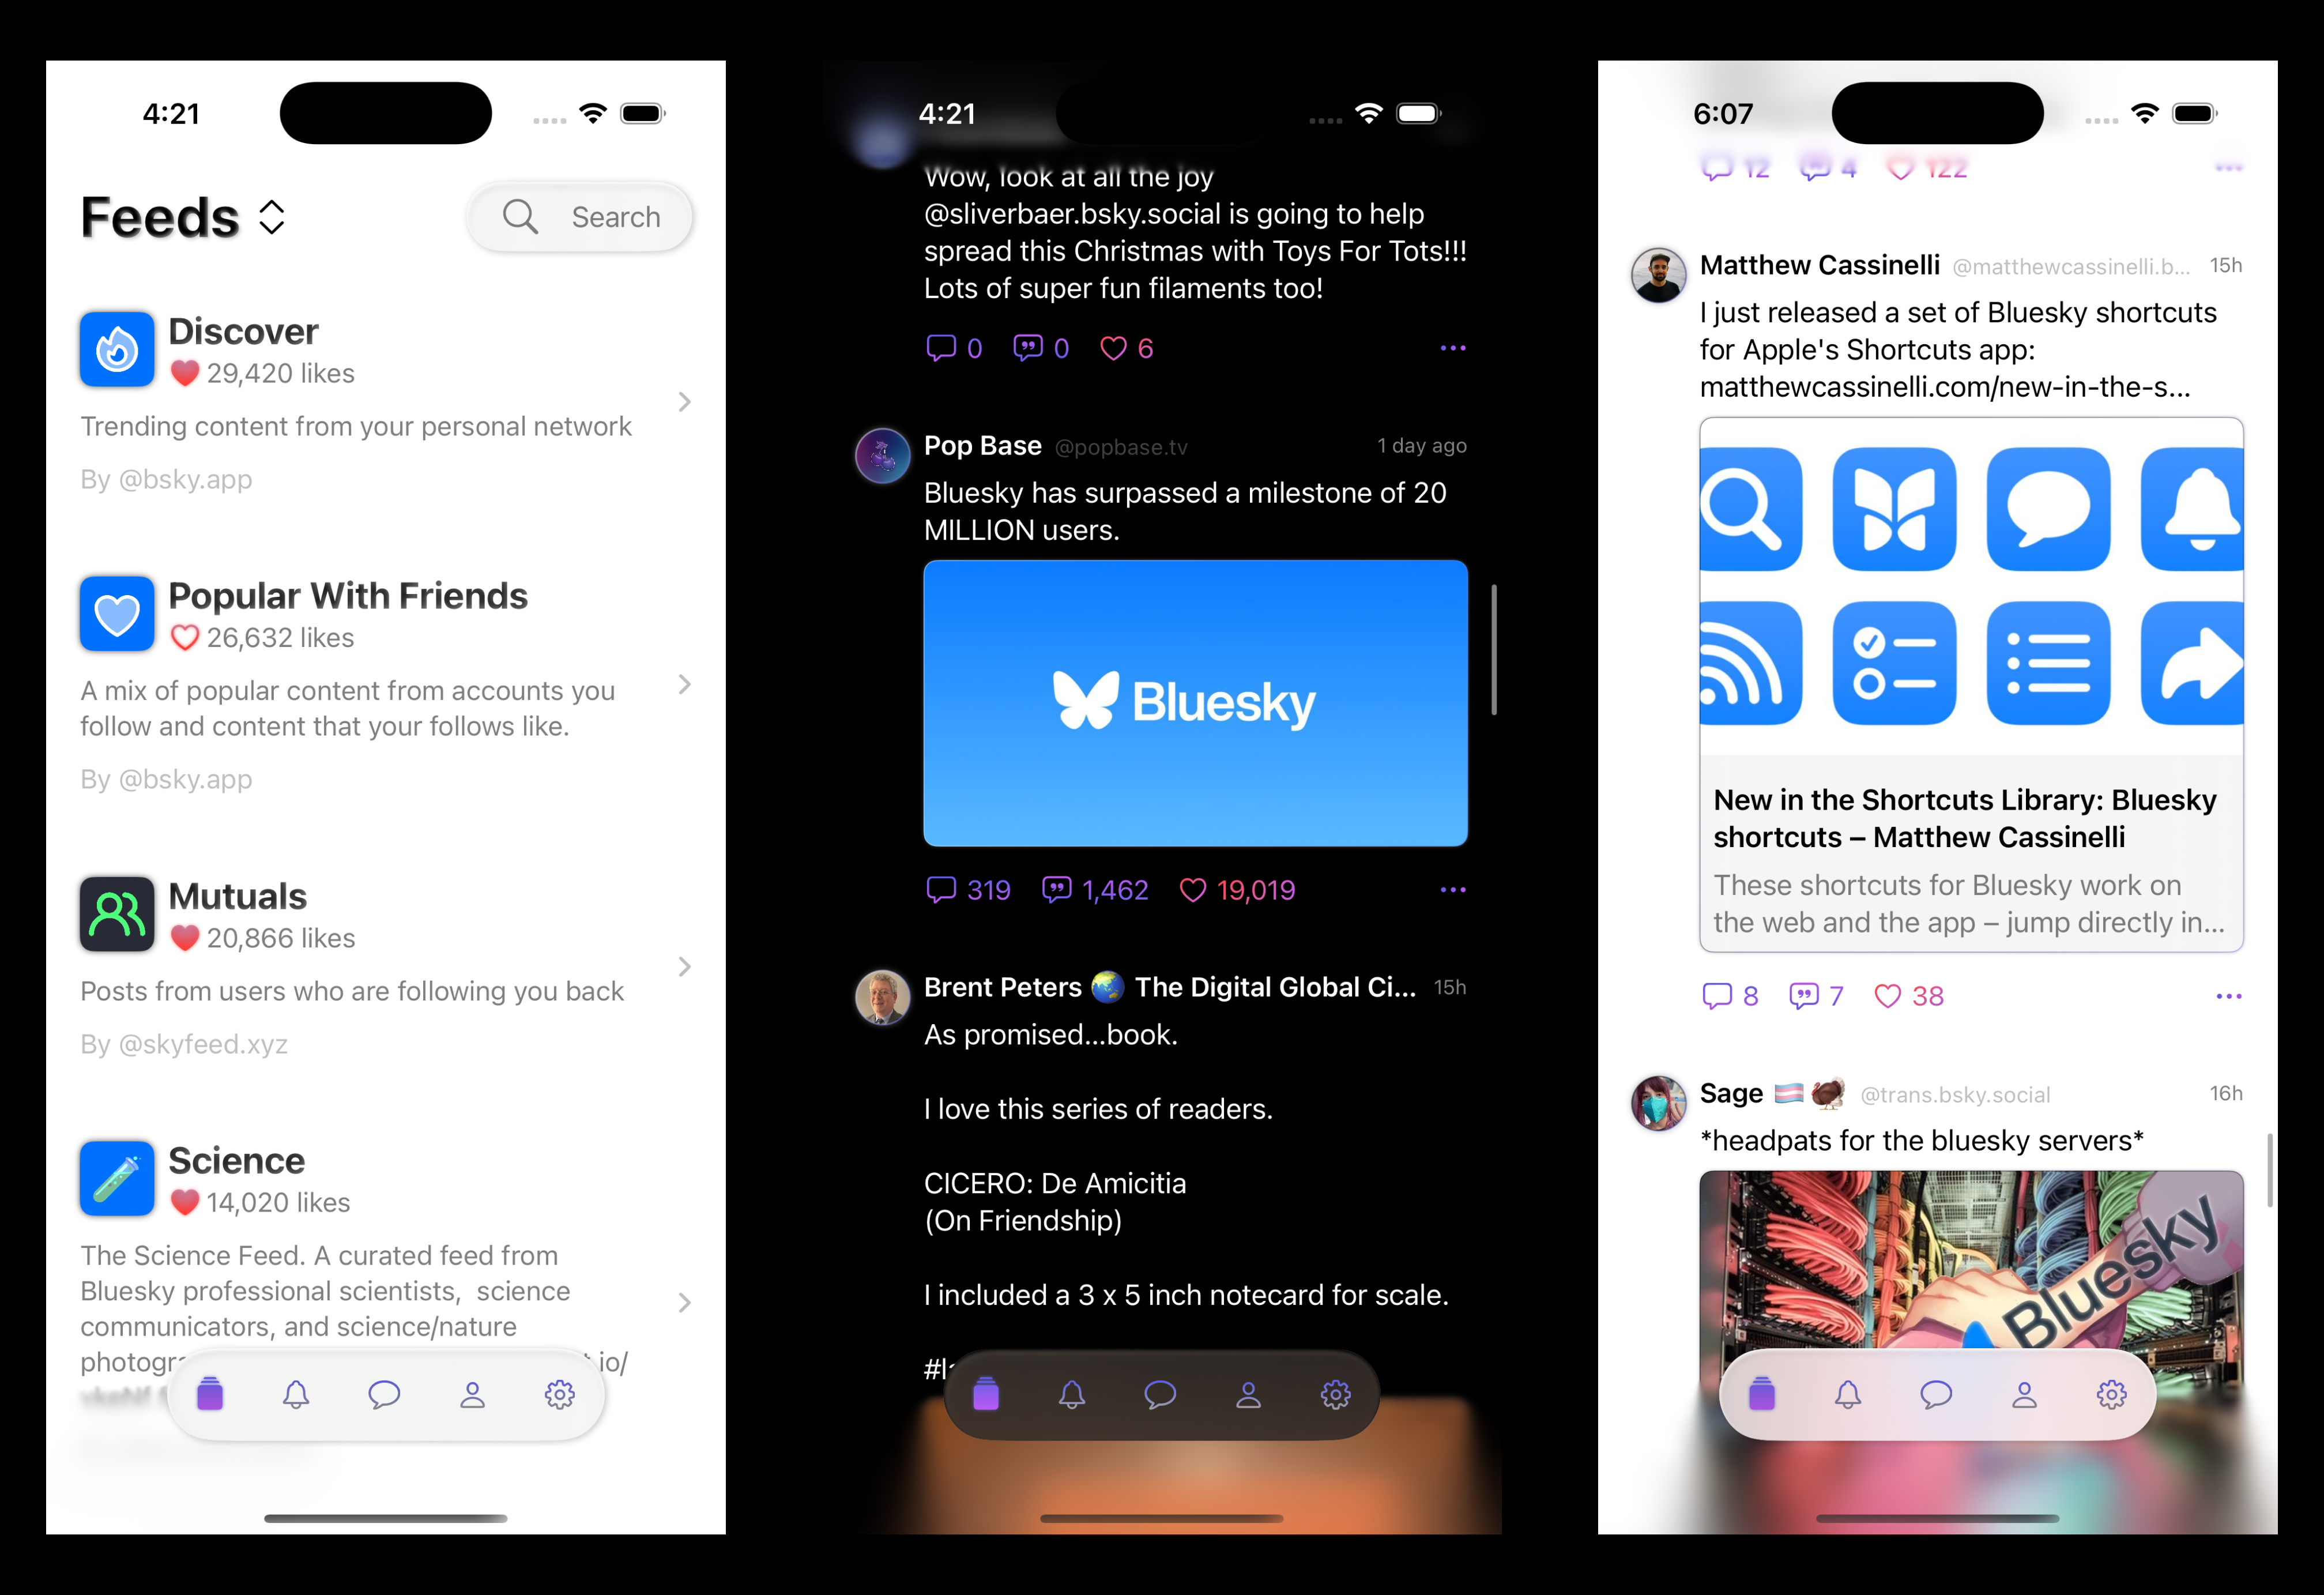 4:21
Feeds
Search
Discover
29,420 likes
Trending content from your personal network
By @bsky.app
Popular With Friends
26,632 likes
A mix of popular content from accounts you
follow and content that your follows like.
By @bsky.app
Mutuals
20,866 likes
Posts from users who are following you back
By @skyfeed.xyz
Science
14,020 likes
The Science Feed. A curated feed from
Bluesky professional scientists,  science
communicators, and science/nature
4:21
Wow, look at all the joy
@sliverbaer.bsky.social is going to help
spread this Christmas with Toys For Tots!!!
Lots of super fun filaments too!
0 0 6
Pop Base @popbase.tv 1 day ago
Bluesky has surpassed a milestone of 20
MILLION users.
Bluesky
319 1,462 19,019
Brent Peters 🌏 The Digital Global Ci... 15h
As promised...book.
I love this series of readers.
CICERO: De Amicitia
(On Friendship)
I included a 3 x 5 inch notecard for scale.
6:07
12 4 122
Matthew Cassinelli @matthewcassinelli.b... 15h
I just released a set of Bluesky shortcuts
for Apple's Shortcuts app:
matthewcassinelli.com/new-in-the-s...
New in the Shortcuts Library: Bluesky
shortcuts – Matthew Cassinelli
These shortcuts for Bluesky work on
the web and the app – jump directly in...
8 7 38
Sage 🏳️‍⚧️🦃 @trans.bsky.social 16h
*headpats for the bluesky servers*
Bluesky